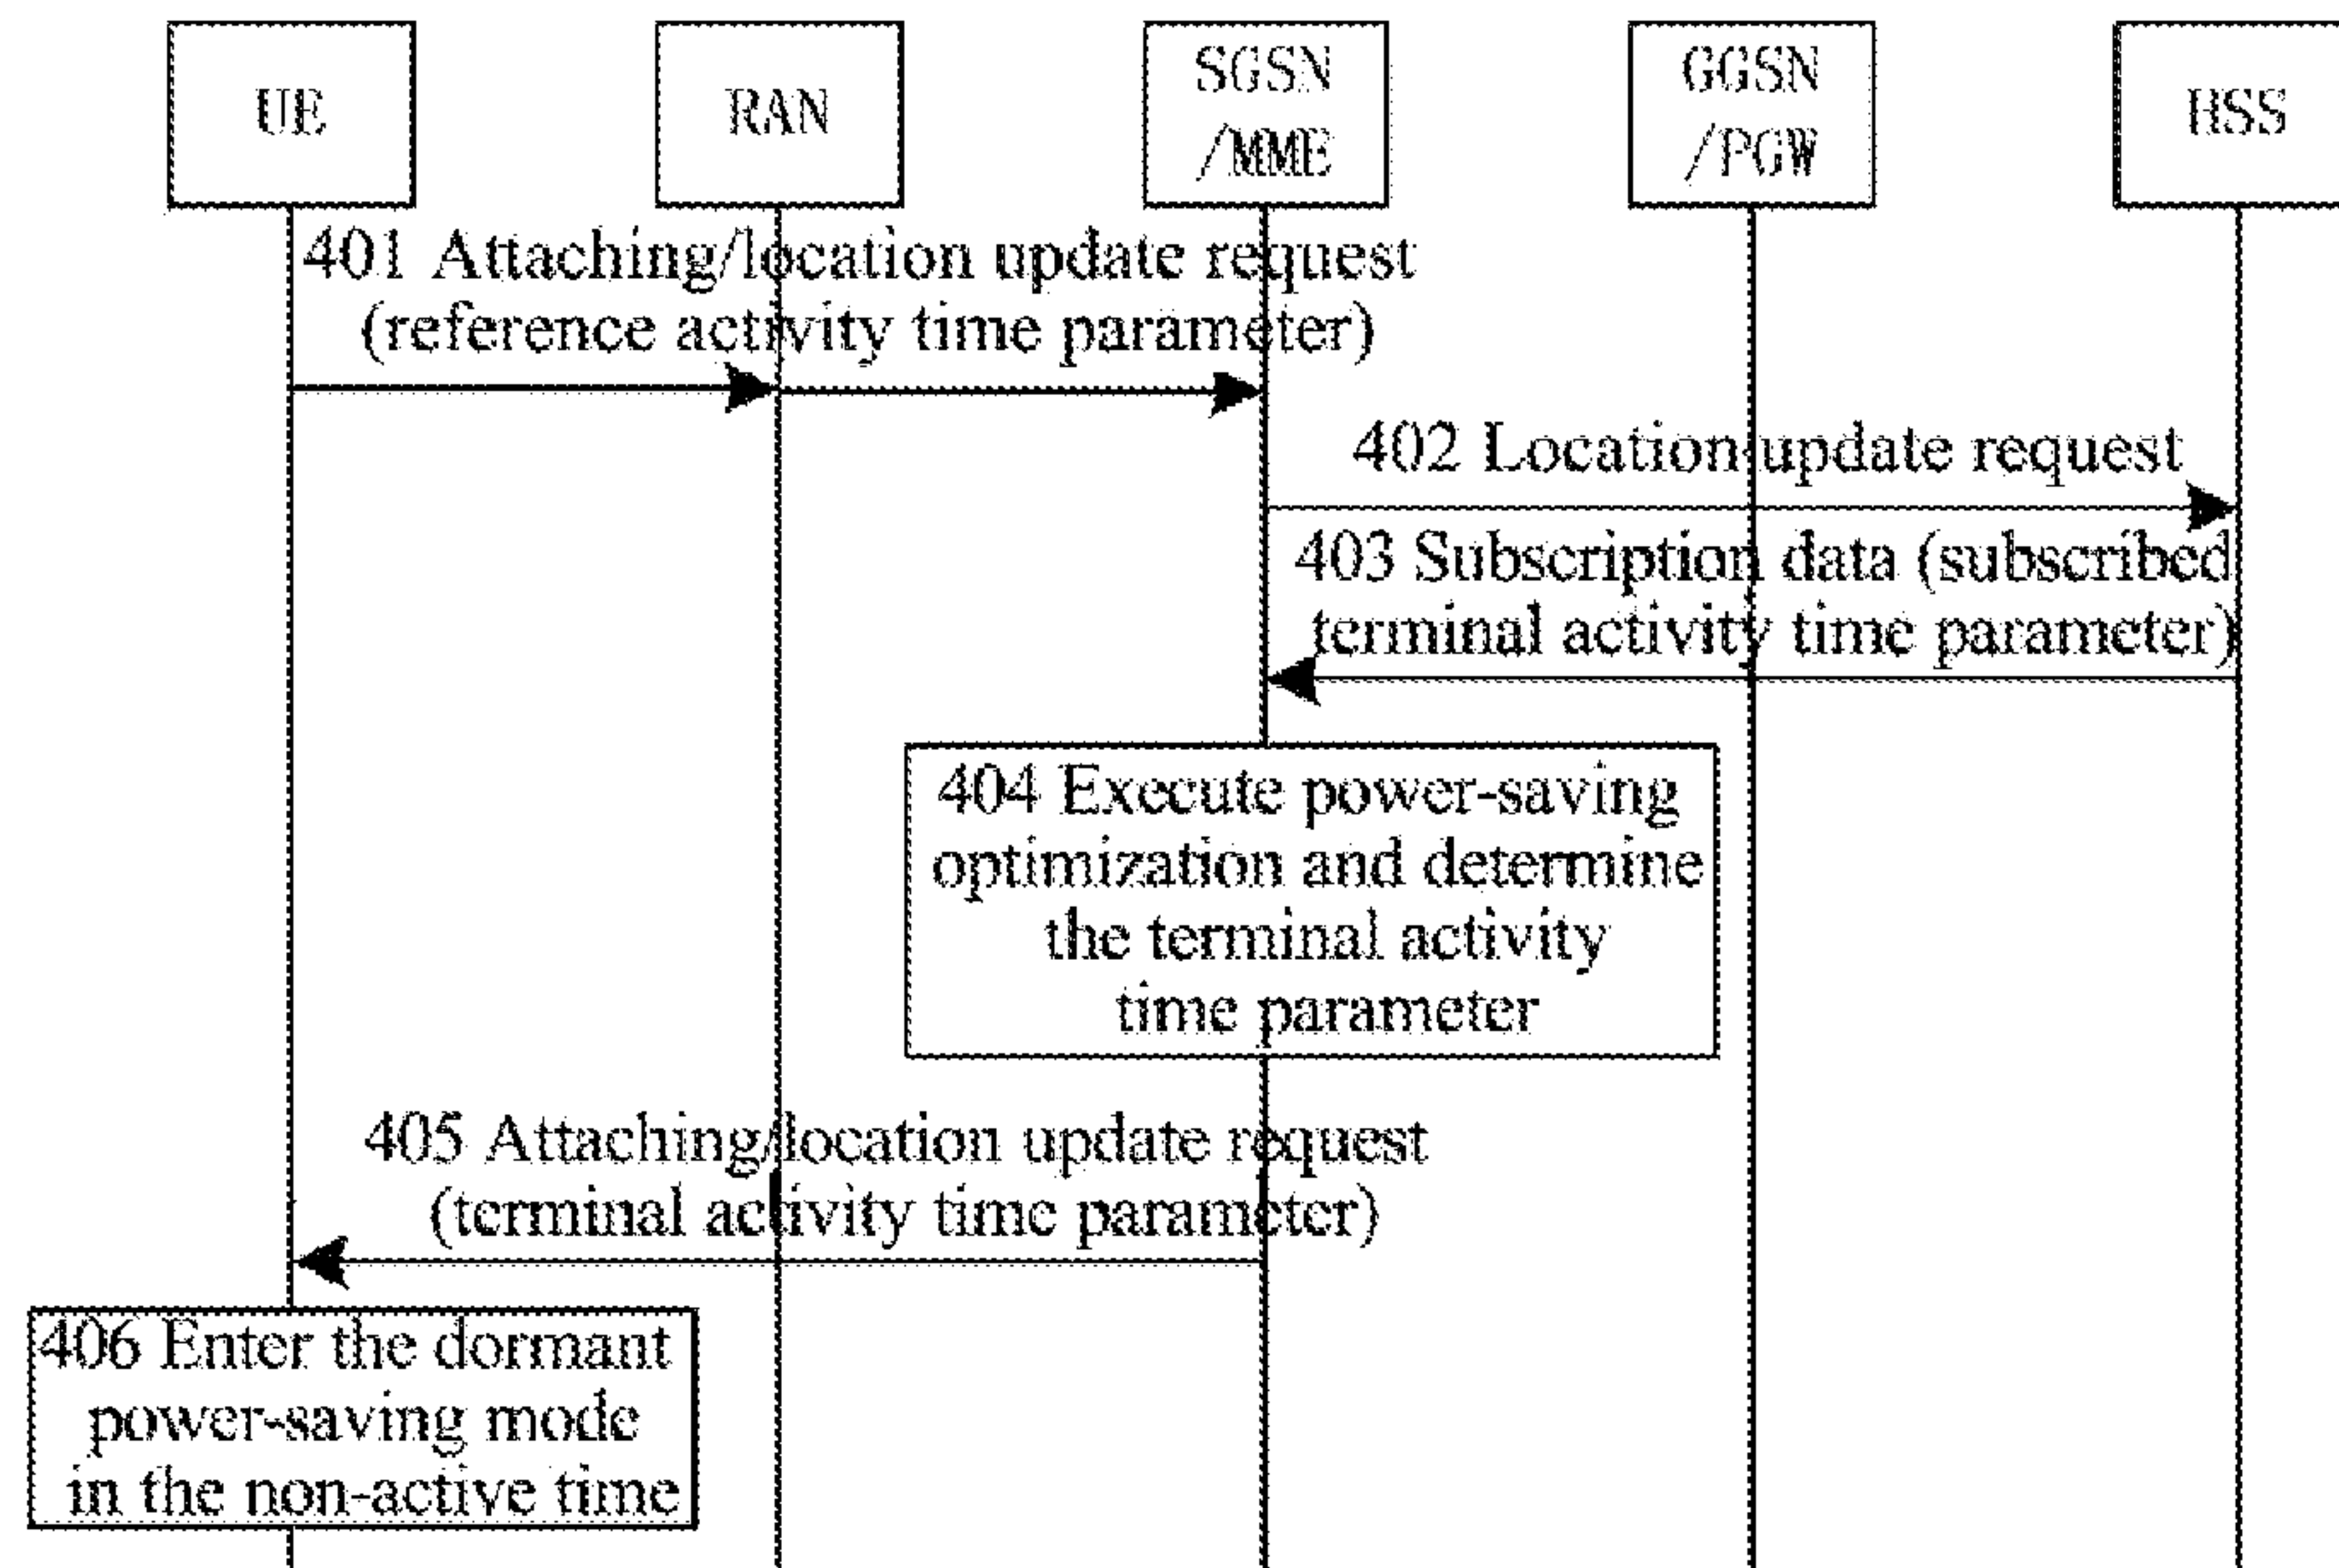 UE
RAN
SGSN
/MME
GGSN
/PGW
HSS
401 Attaching/location update request
(reference activity time parameter)
402 Location update request
403 Subscription data (subscribed
terminal activity time parameter)
404 Execute power-saving
optimization and determine
the terminal activity
time parameter
405 Attaching/location update request
(terminal activity time parameter)
406 Enter the dormant
power-saving mode
in the non-active time